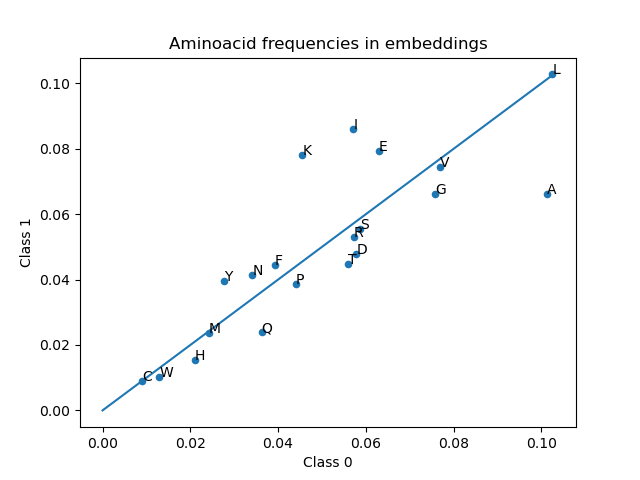 Aminoacid frequencies in embeddings
L
0.10
I
E
K
0.08
V
G
A
0.06
S
R
D
T
Y
N
F
P
0.04
M
Q
0.02
H
C
W
0.00
Class 1
0.00 0.02 0.04 0.06 0.08 0.10
Class 0